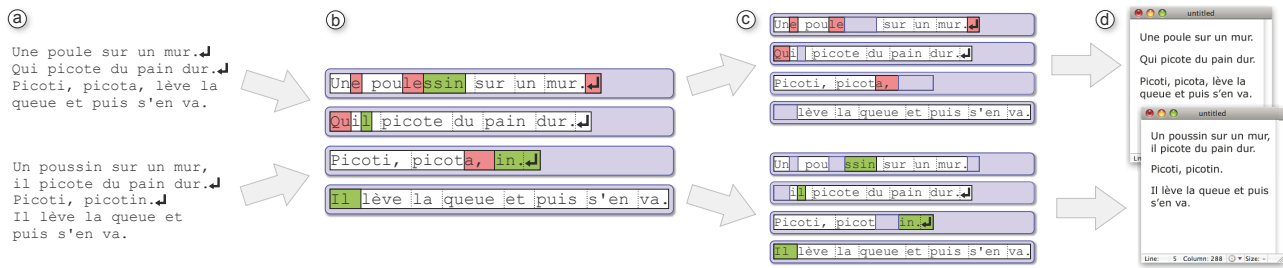 a
Une poule sur un mur.↲
Qui picote du pain dur.↲
Picoti, picota, lève la
queue et puis s'en va.
Un poussin sur un mur,
il picote du pain dur.↲
Picoti, picotin.↲
Il lève la queue et
puis s'en va.
b
Une poulessin sur un mur.↲
Quil picote du pain dur.↲
Picoti, picota, in.↲
Il lève la queue et puis s'en va.
c
Une poule sur un mur.↲
Qui picote du pain dur.↲
Picoti, picota,
lève la queue et puis s'en va.
Un pou ssin sur un mur.
il picote du pain dur.↲
Picoti, picot in.↲
Il lève la queue et puis s'en va.
d
untitled
Une poule sur un mur.
Qui picote du pain dur.
Picoti, picota, lève la
queue et puis s'en va.
Lin
untitled
Un poussin sur un mur,
il picote du pain dur.
Picoti, picotin.
Il lève la queue et puis
s'en va.
Line: 5 Column: 288 Size: